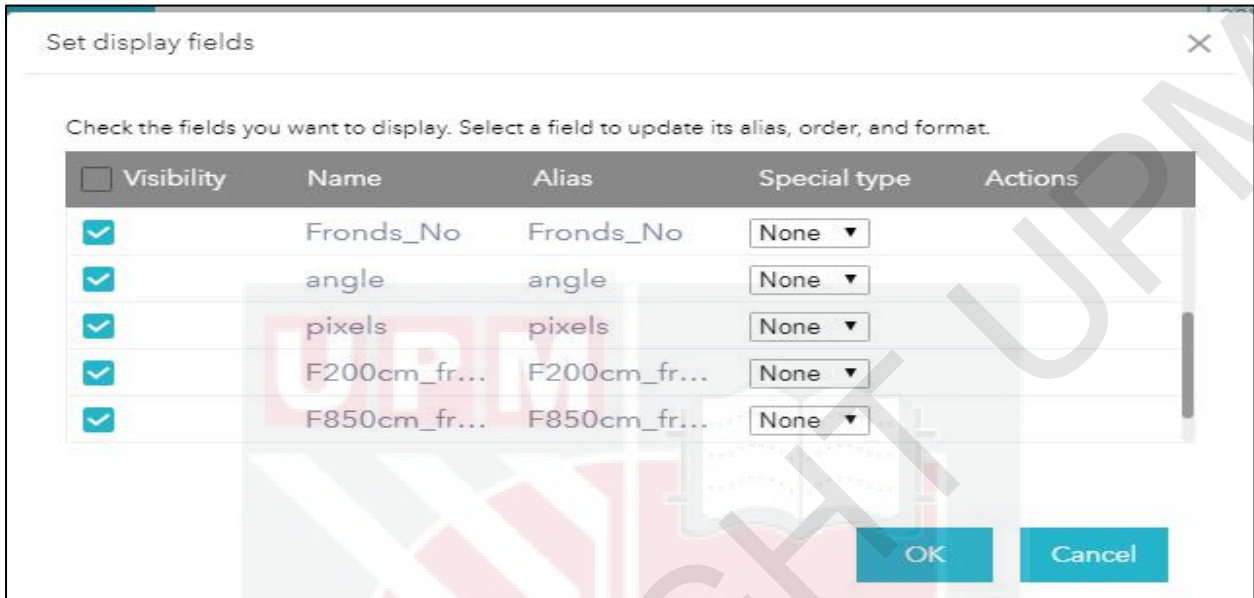 Set display fields
Check the fields you want to display. Select a field to update its alias, order, and format.
Visibility Name Alias Special type Actions
Fronds_No Fronds_No None
angle angle None
pixels pixels None
F200cm_fr... F200cm_fr... None
F850cm_fr... F850cm_fr... None
UPM
OK Cancel